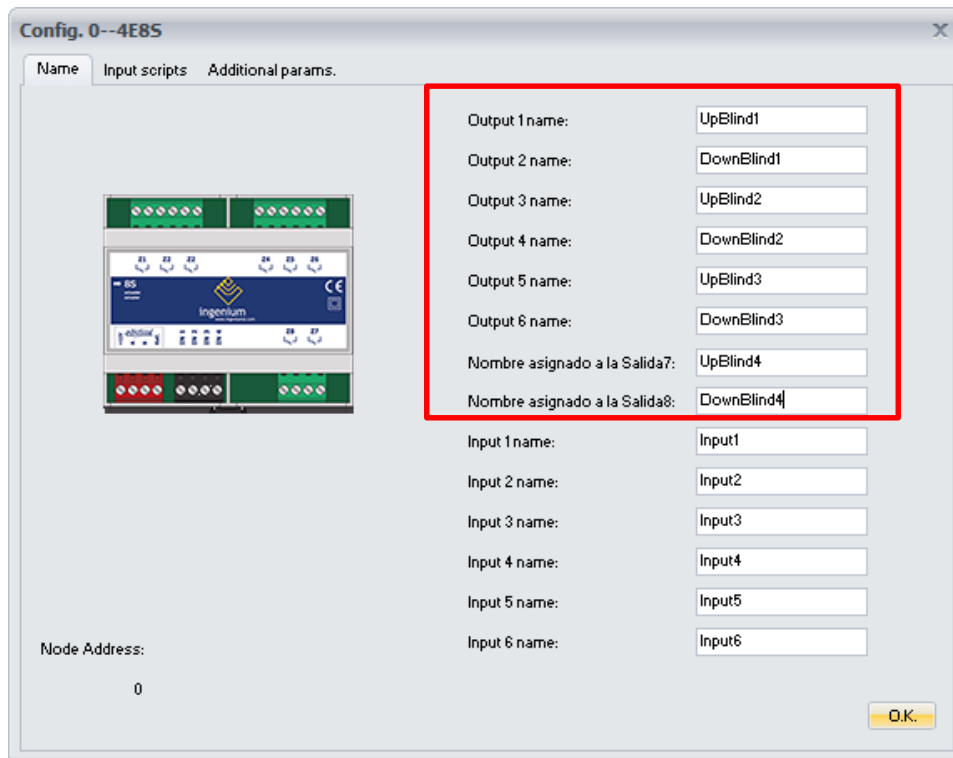 Config. 0--4E8S
Name Input scripts Additional params.
Output 1 name: UpBlind1
Output 2 name: DownBlind1
Output 3 name: UpBlind2
Output 4 name: DownBlind2
Output 5 name: UpBlind3
Output 6 name: DownBlind3
Nombre asignado a la Salida7: UpBlind4
Nombre asignado a la Salida8: DownBlind4
Input 1 name: Input1
Input 2 name: Input2
Input 3 name: Input3
Input 4 name: Input4
Input 5 name: Input5
Input 6 name: Input6
8S
CE
ingenium
Node Address:
0
O.K.